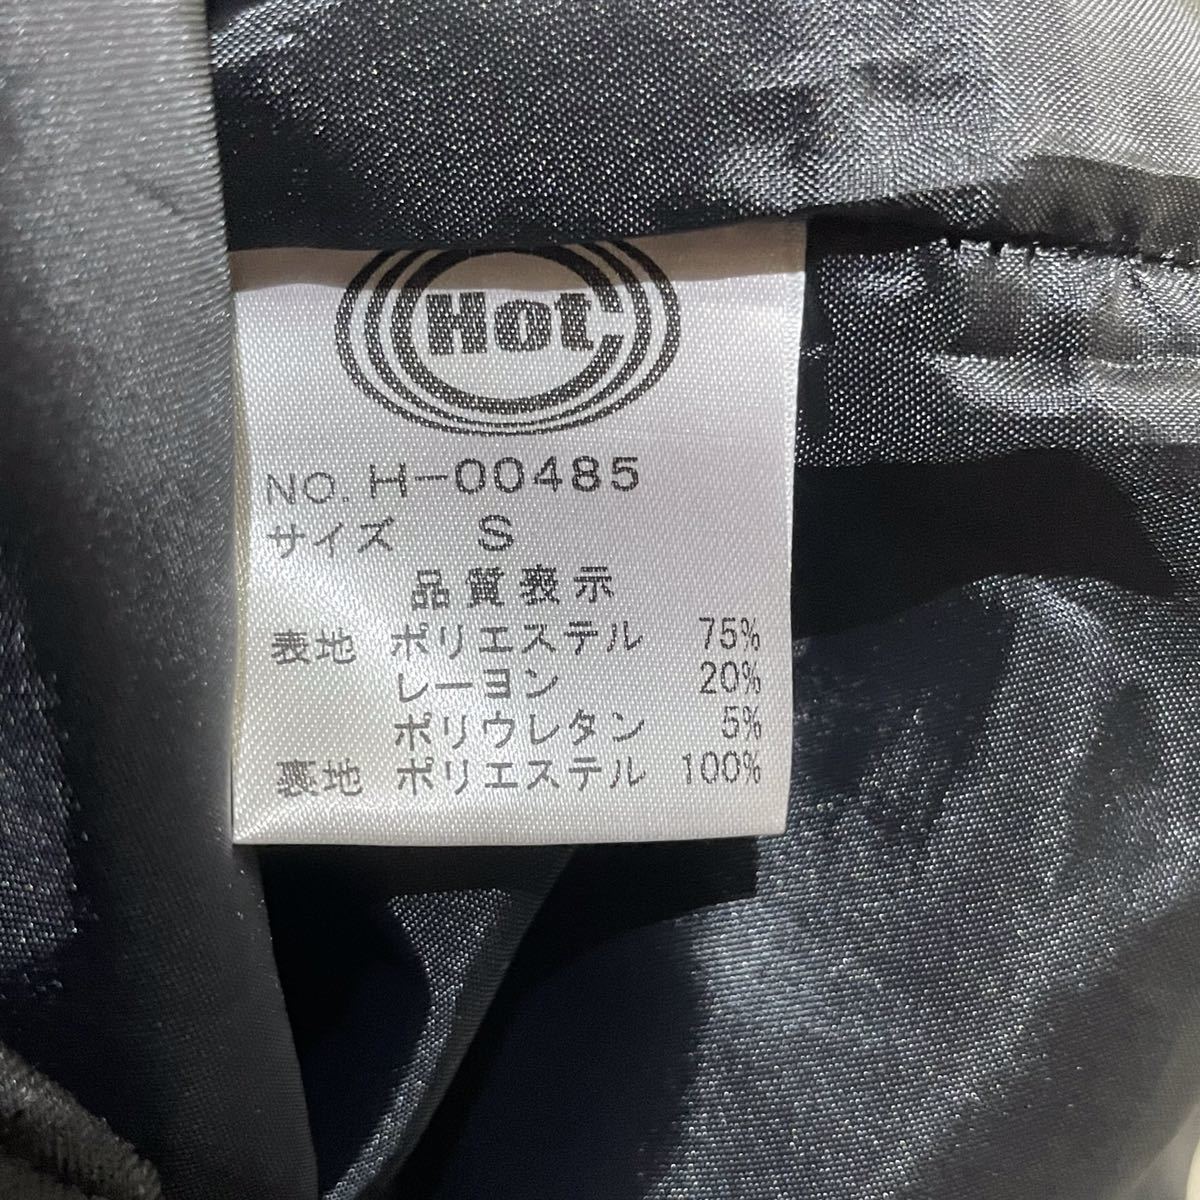 Hot
NO. H-00485
サイズ S
品質表示
表地 ポリエステル 75%
レーヨン 20%
ポリウレタン 5%
裏地 ポリエステル 100%